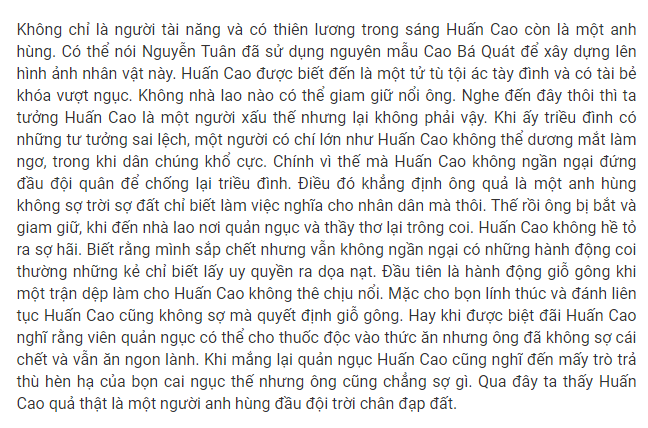 Không chỉ là người tài năng và có thiên lương trong sáng Huấn Cao còn là một anh
hùng. Có thể nói Nguyễn Tuân đã sử dụng nguyên mẫu Cao Bá Quát để xây dựng lên
hình ảnh nhân vật này. Huấn Cao được biết đến là một tử tù tội ác tày đình và có tài bẻ
khóa vượt ngục. Không nhà lao nào có thể giam giữ nổi ông. Nghe đến đây thôi thì ta
tưởng Huấn Cao là một người xấu thế nhưng lại không phải vậy. Khi ấy triều đình có
những tư tưởng sai lệch, một người có chí lớn như Huấn Cao không thể dương mắt làm
ngơ, trong khi dân chúng khổ cực. Chính vì thế mà Huấn Cao không ngần ngại đứng
đầu đội quân để chống lại triều đình. Điều đó khẳng định ông quả là một anh hùng
không sợ trời sợ đất chỉ biết làm việc nghĩa cho nhân dân mà thôi. Thế rồi ông bị bắt và
giam giữ, khi đến nhà lao nơi quản ngục và thầy thơ lại trông coi. Huấn Cao không hề tỏ
ra sợ hãi. Biết rằng mình sắp chết nhưng vẫn không ngần ngại có những hành động coi
thường những kẻ chỉ biết lấy uy quyền ra dọa nạt. Đầu tiên là hành động giỗ gông khi
một trận dệp làm cho Huấn Cao không thê chịu nổi. Mặc cho bọn lính thúc và đánh liên
tục Huấn Cao cũng không sợ mà quyết định giỗ gông. Hay khi được biệt đãi Huấn Cao
nghĩ rằng viên quản ngục có thể cho thuốc độc vào thức ăn nhưng ông đã không sợ cái
chết và vẫn ăn ngon lành. Khi mắng lại quản ngục Huấn Cao cũng nghĩ đến mấy trò trả
thù hèn hạ của bọn cai ngục thế nhưng ông cũng chẳng sợ gì. Qua đây ta thấy Huấn
Cao quả thật là một người anh hùng đầu đội trời chân đạp đất.